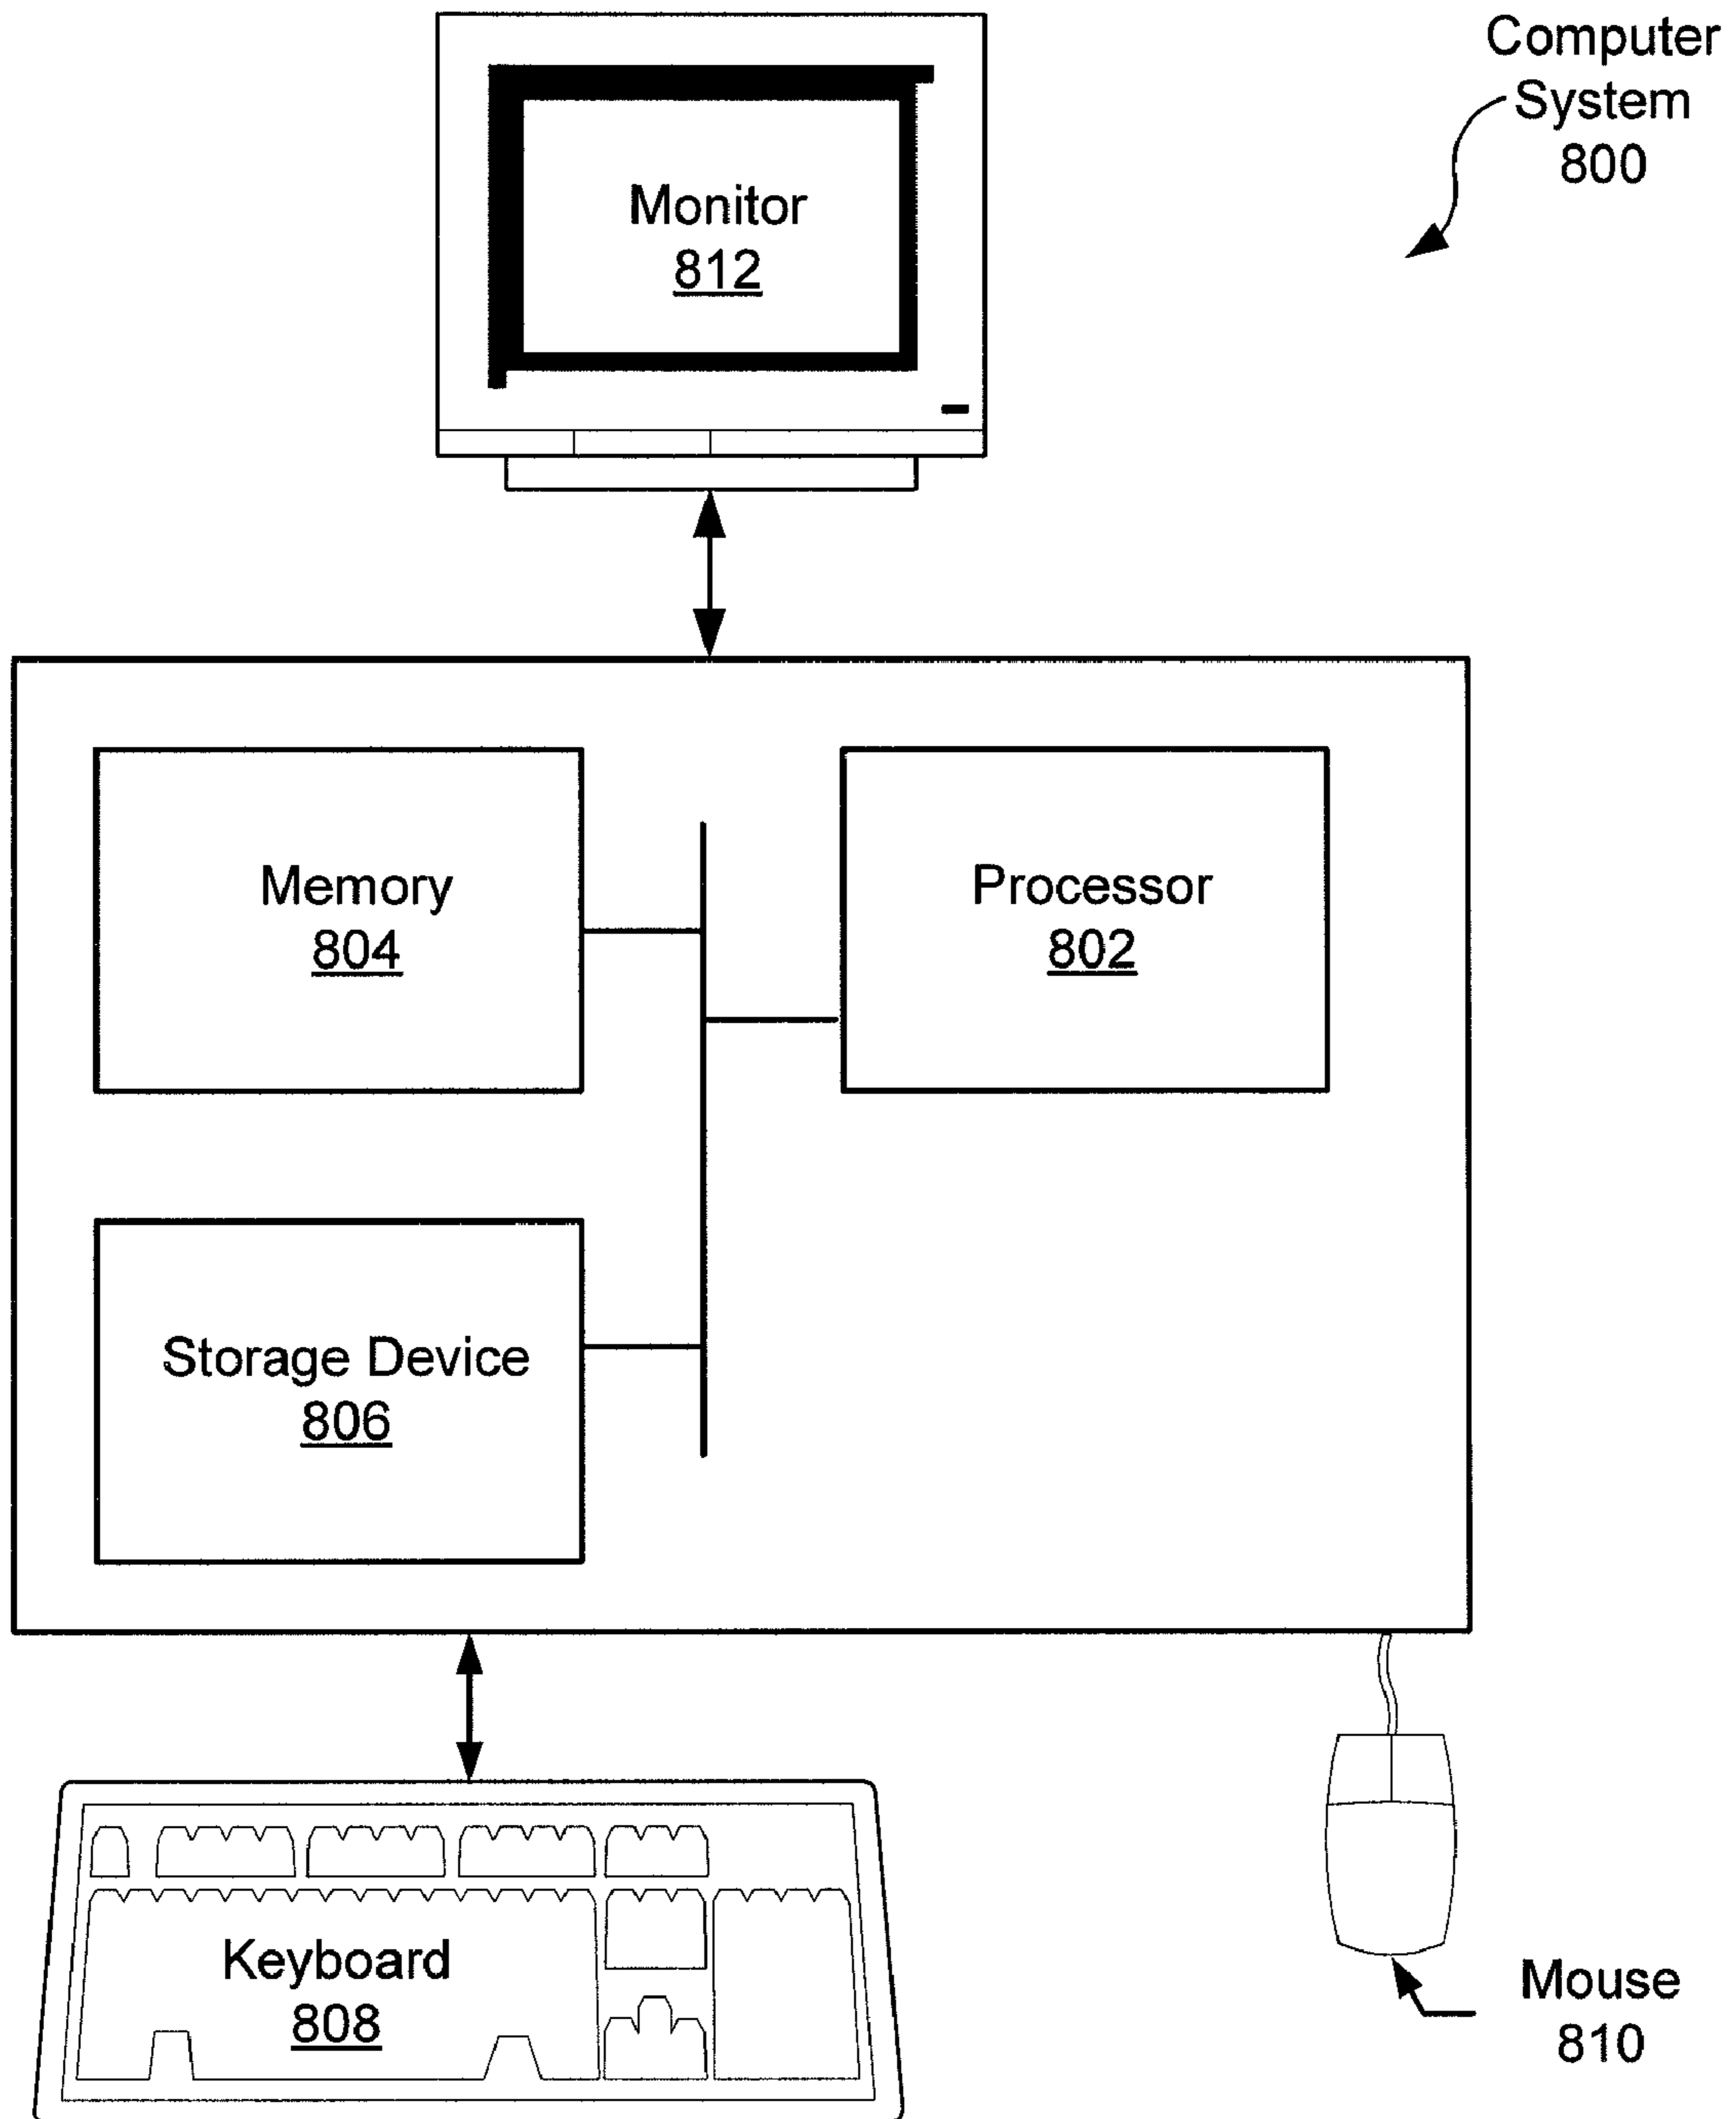 Computer
System
800
Monitor
812
Memory
804
Processor
802
Storage Device
806
Keyboard
808
Mouse
810